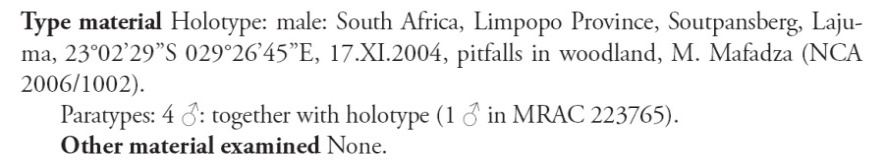 Type material Holotype: male: South Africa, Limpopo Province, Soutpansberg, Laju-
ma, 23°02’29”S 029°26’45”E, 17.XI.2004, pitfalls in woodland, M. Mafadza (NCA
2006/1002).
Paratypes: 4 ♂: together with holotype (1 ♂ in MRAC 223765).
Other material examined None.